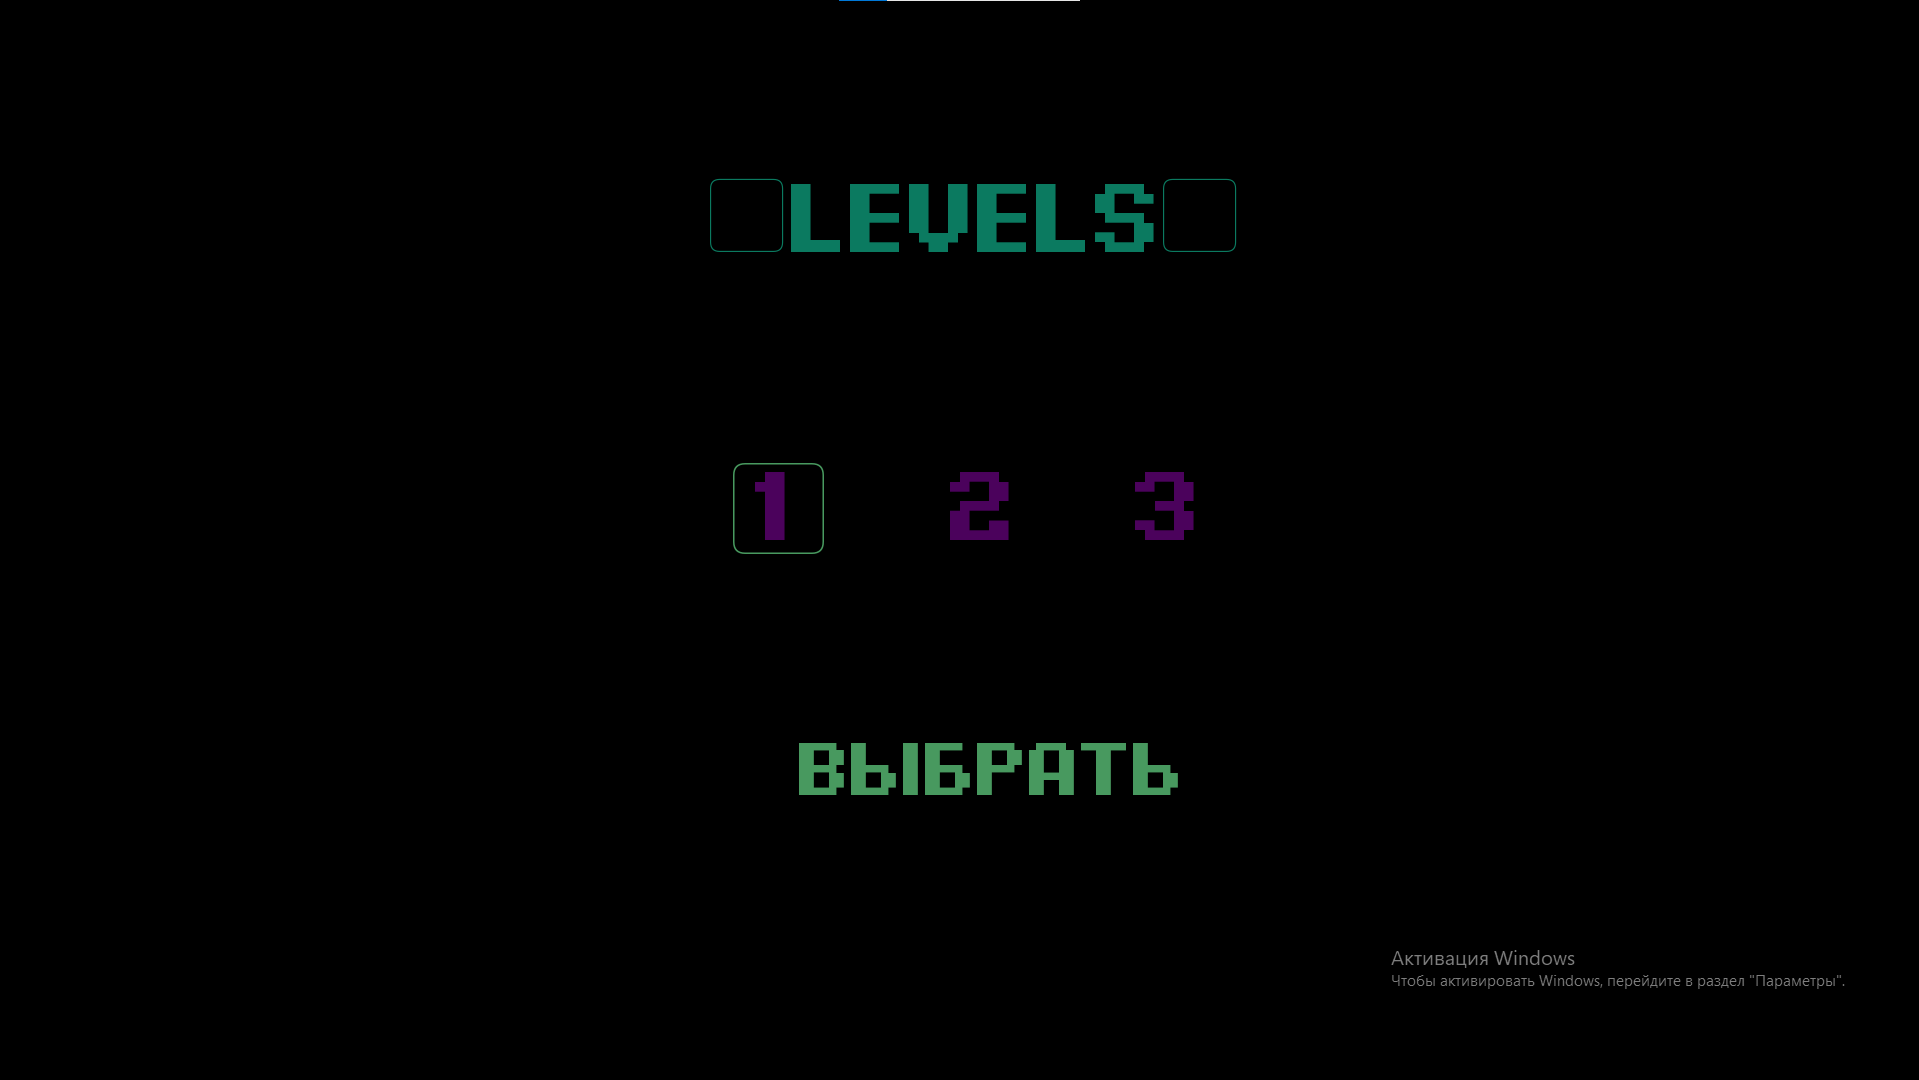 LEVELS
1 2 3
ВЫБРАТЬ
Активация Windows
Чтобы активировать Windows, перейдите в раздел "Параметры".